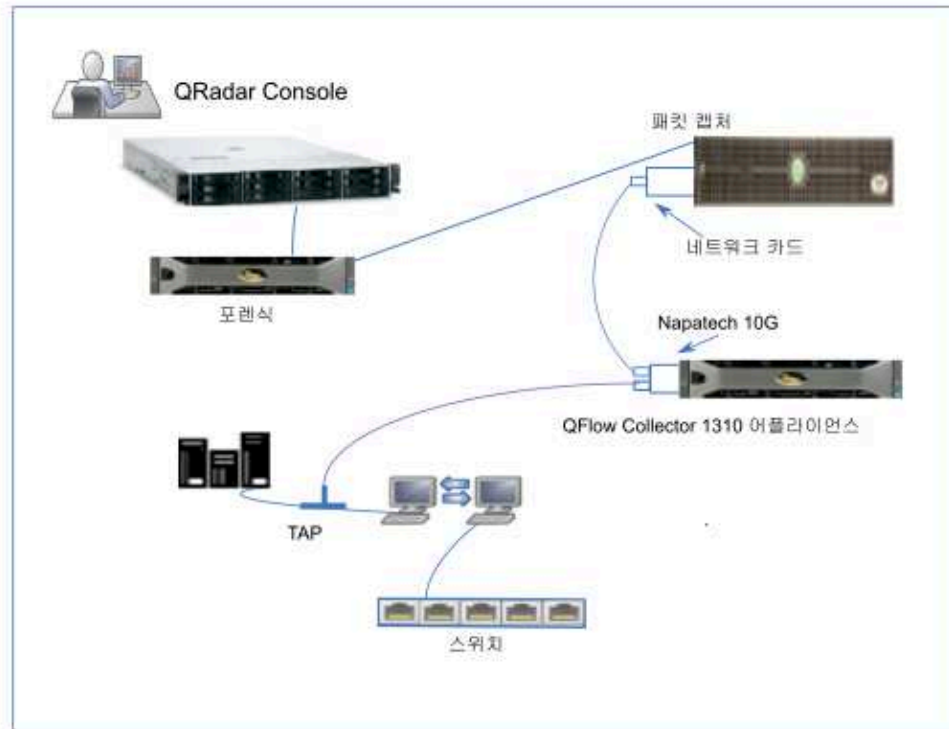 QRadar Console
패킷 캡처
네트워크 카드
포렌식
Napatech 10G
QFlow Collector 1310 어플라이언스
TAP
스위치